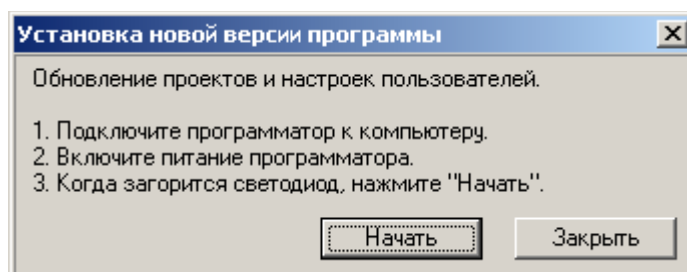 Установка новой версии программы
Обновление проектов и настроек пользователей.
1. Подключите программатор к компьютеру.
2. Включите питание программатора.
3. Когда загорится светодиод, нажмите "Начать".
Начать Закрыть